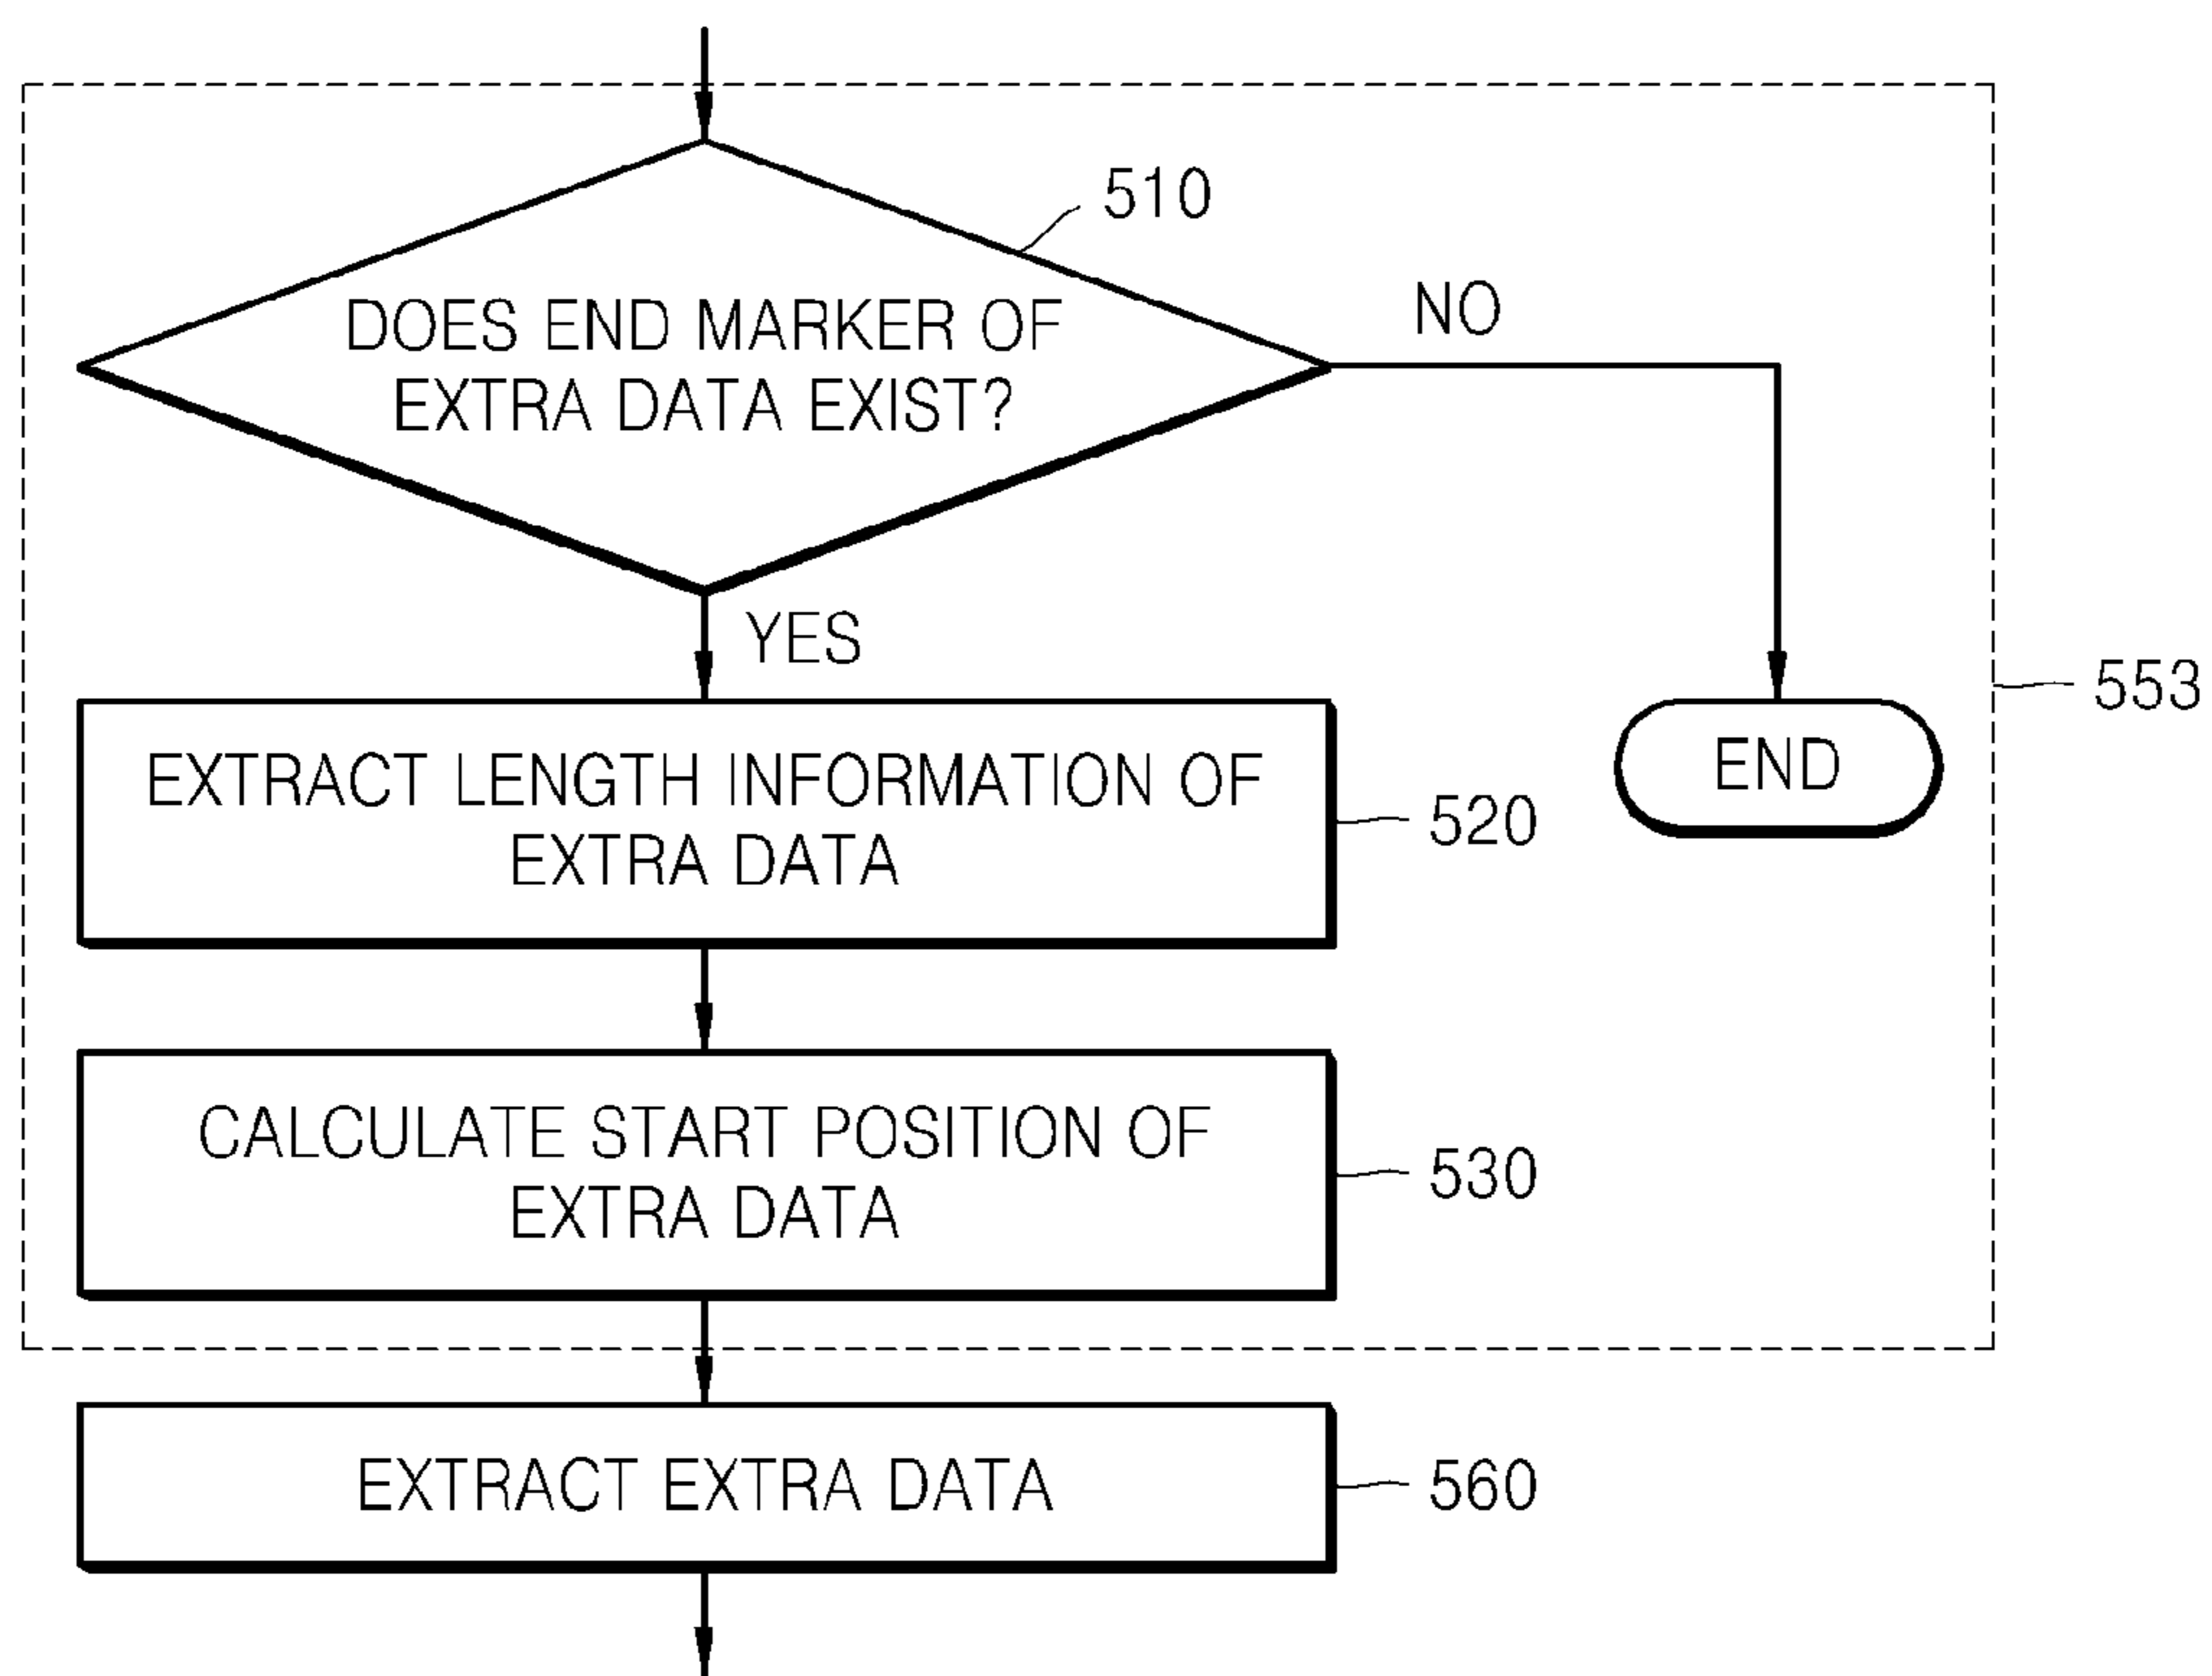 510
DOES END MARKER OF
EXTRA DATA EXIST?
NO
YES
553
EXTRACT LENGTH INFORMATION OF
EXTRA DATA
520
END
CALCULATE START POSITION OF
EXTRA DATA
530
EXTRACT EXTRA DATA
560